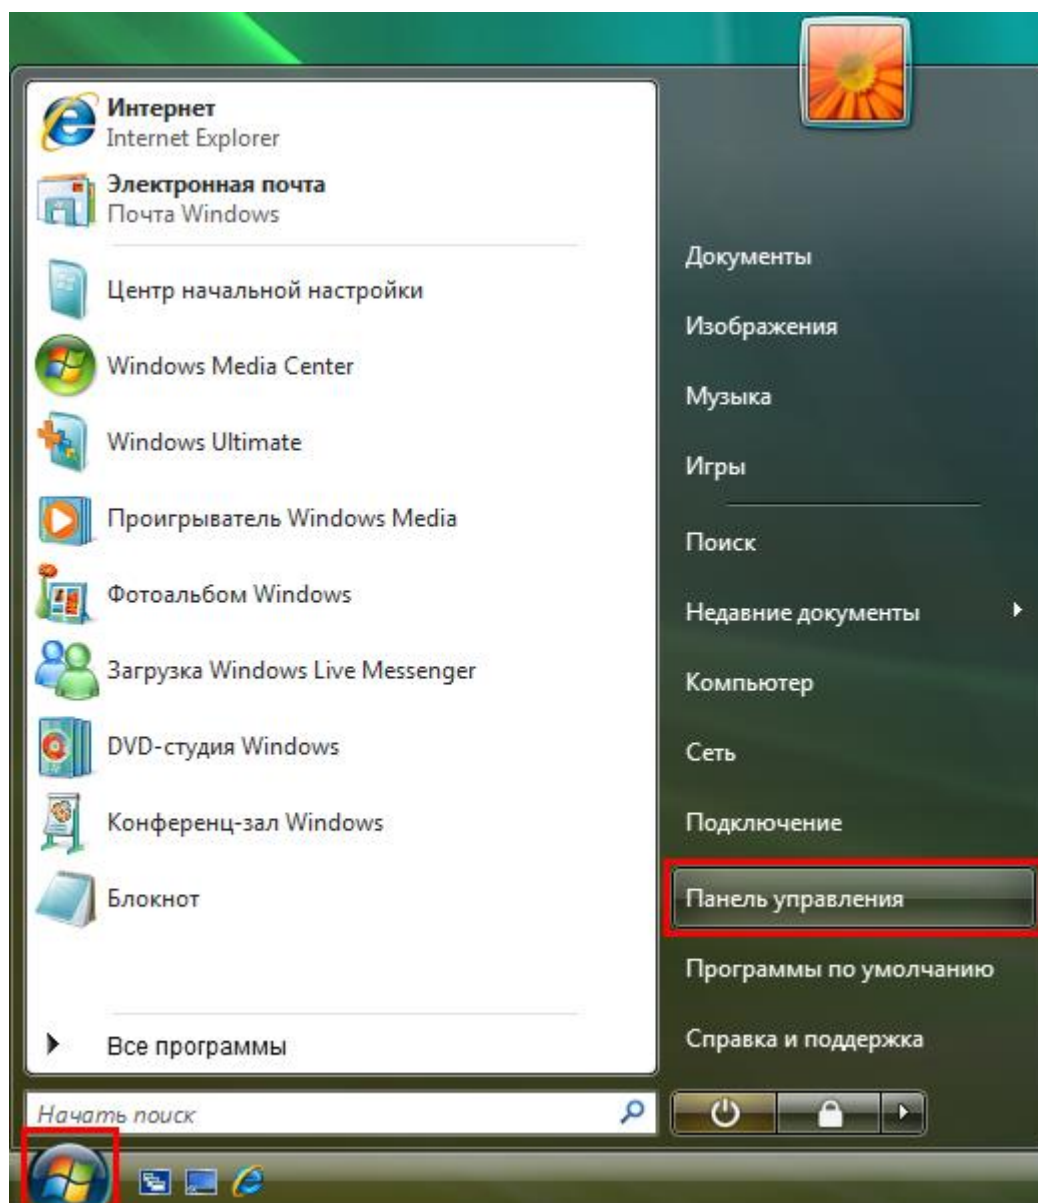 Интернет
Internet Explorer
Электронная почта
Почта Windows
Центр начальной настройки
Windows Media Center
Windows Ultimate
Проигрыватель Windows Media
Фотоальбом Windows
Загрузка Windows Live Messenger
DVD-студия Windows
Конференц-зал Windows
Блокнот
Все программы
Начать поиск
Документы
Изображения
Музыка
Игры
Поиск
Недавние документы
Компьютер
Сеть
Подключение
Панель управления
Программы по умолчанию
Справка и поддержка